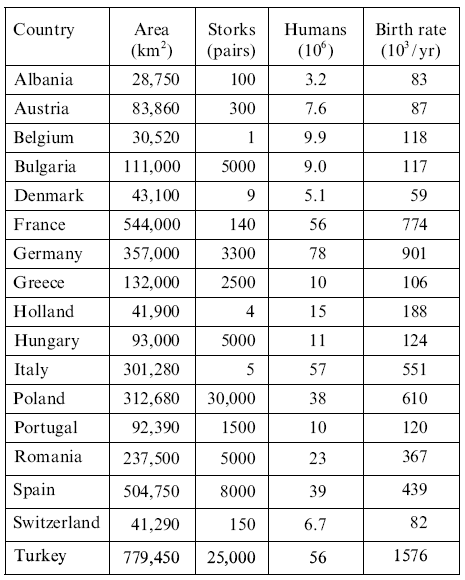 Country Area Storks Humans Birth rate
(km²) (pairs) (10⁶) (10³/yr)
Albania 28,750 100 3.2 83
Austria 83,860 300 7.6 87
Belgium 30,520 1 9.9 118
Bulgaria 111,000 5000 9.0 117
Denmark 43,100 9 5.1 59
France 544,000 140 56 774
Germany 357,000 3300 78 901
Greece 132,000 2500 10 106
Holland 41,900 4 15 188
Hungary 93,000 5000 11 124
Italy 301,280 5 57 551
Poland 312,680 30,000 38 610
Portugal 92,390 1500 10 120
Romania 237,500 5000 23 367
Spain 504,750 8000 39 439
Switzerland 41,290 150 6.7 82
Turkey 779,450 25,000 56 1576